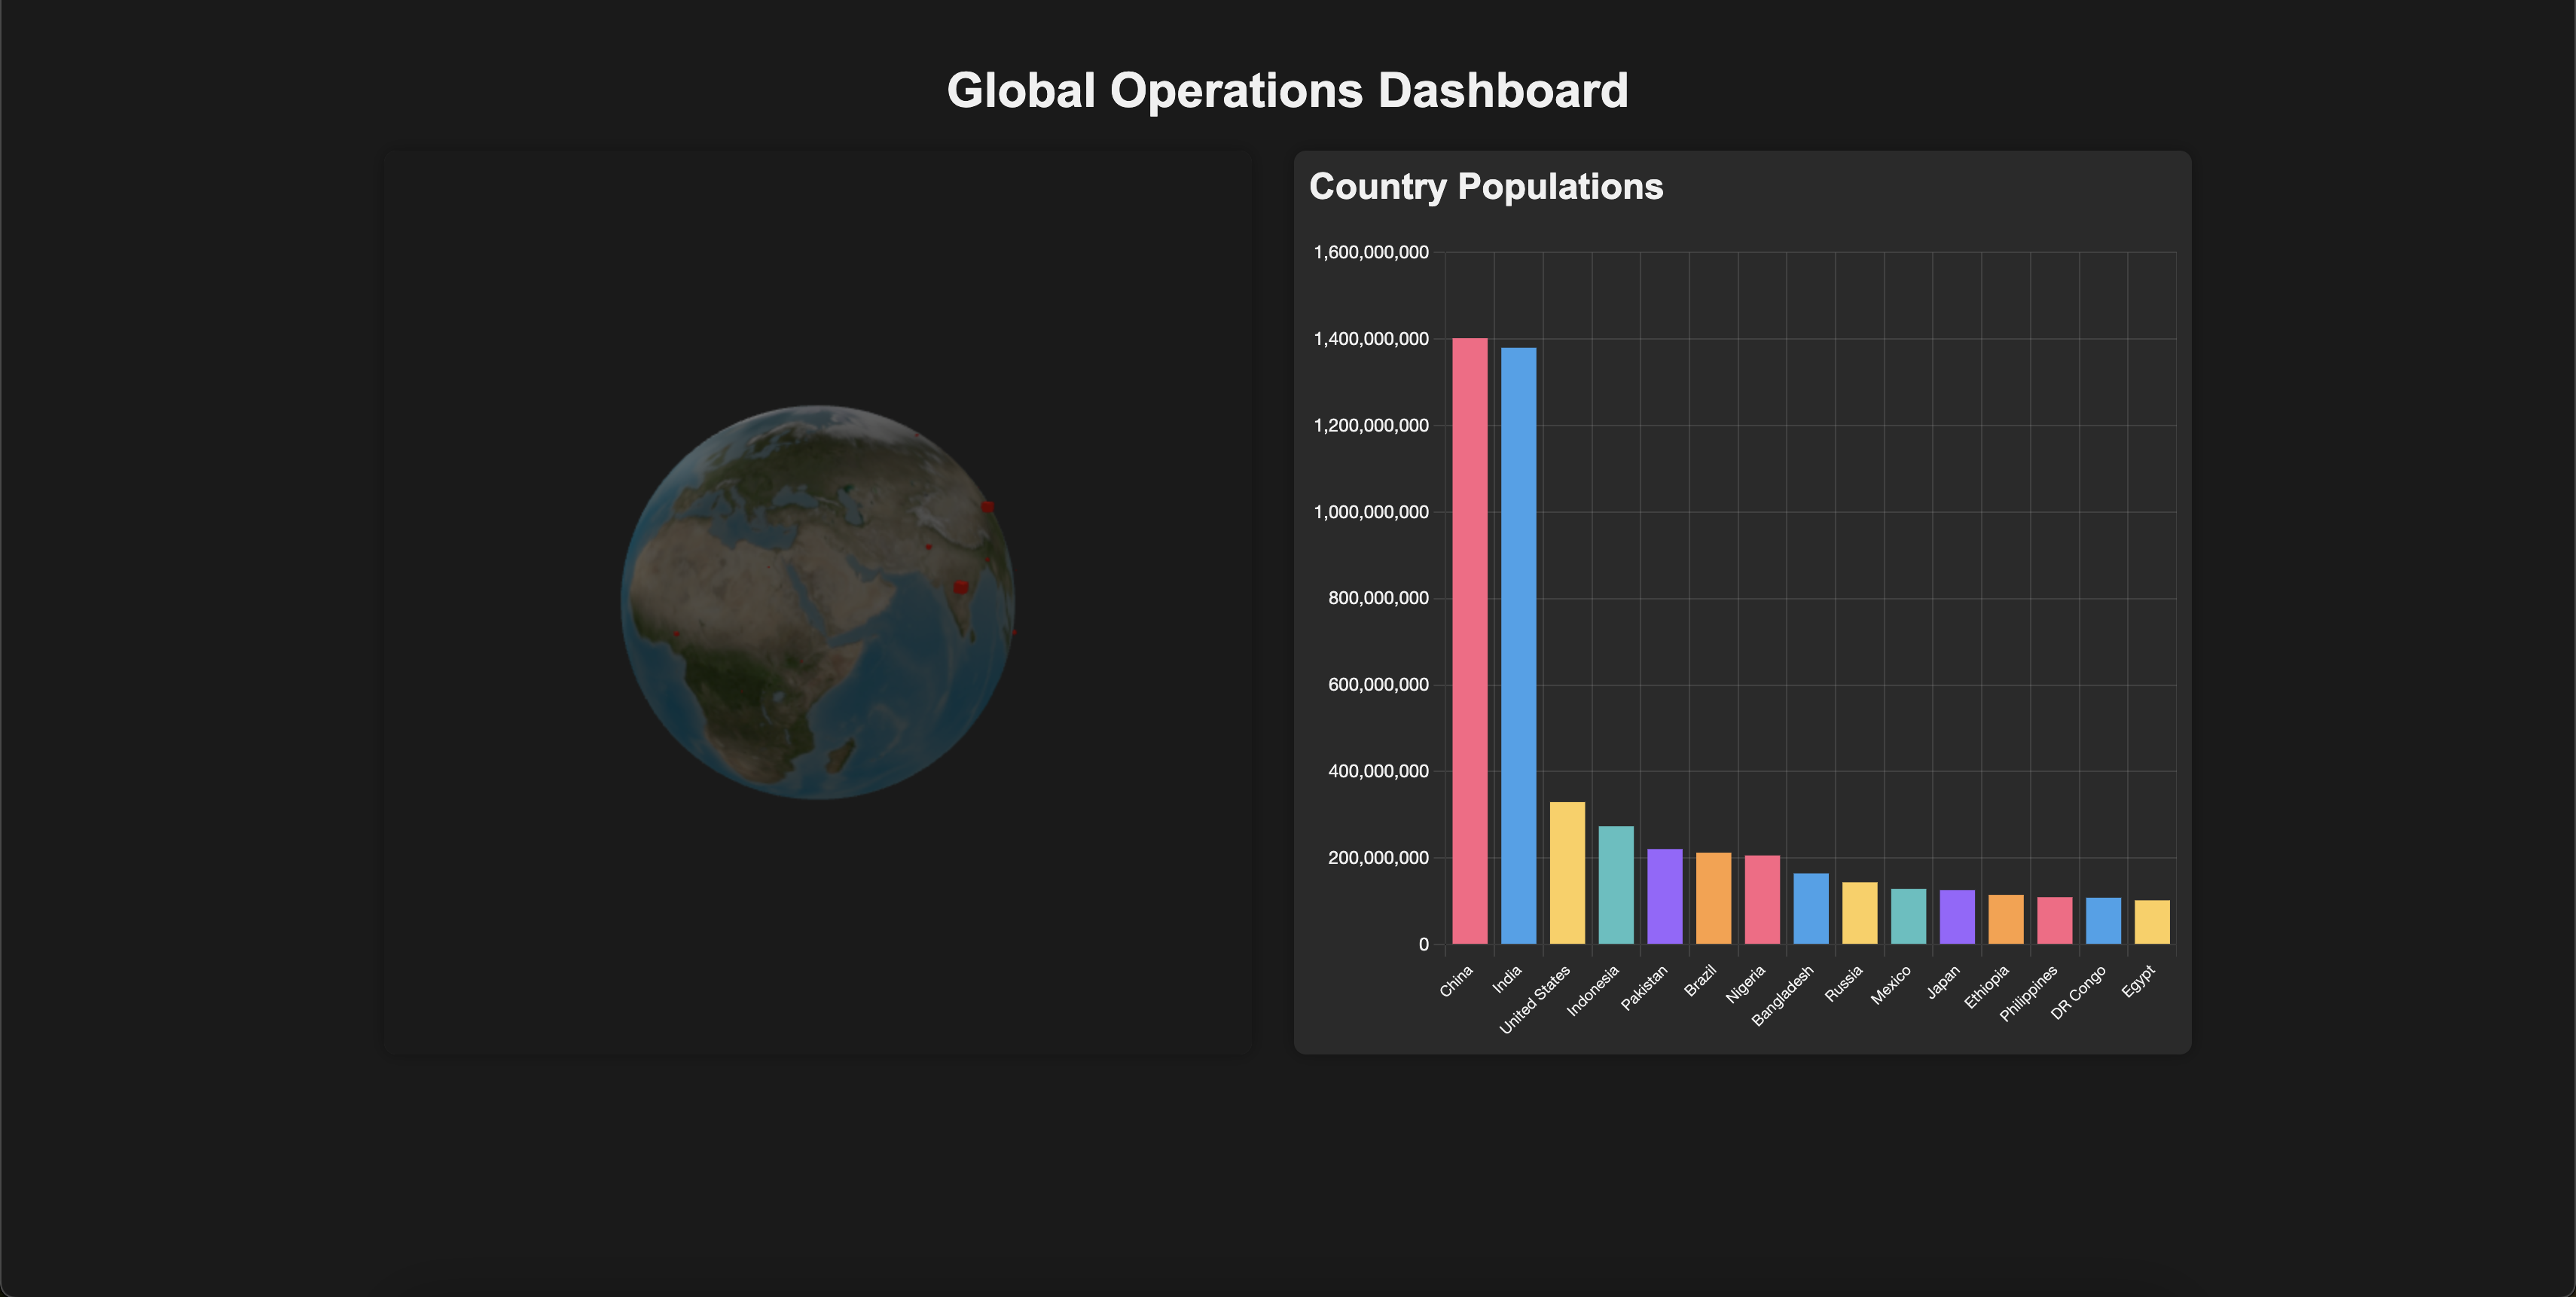 Global Operations Dashboard
Country Populations
1,600,000,000
1,400,000,000
1,200,000,000
1,000,000,000
800,000,000
600,000,000
400,000,000
200,000,000
0
China
India
United States
Indonesia
Pakistan
Brazil
Nigeria
Bangladesh
Russia
Mexico
Japan
Ethiopia
Philippines
DR Congo
Egypt